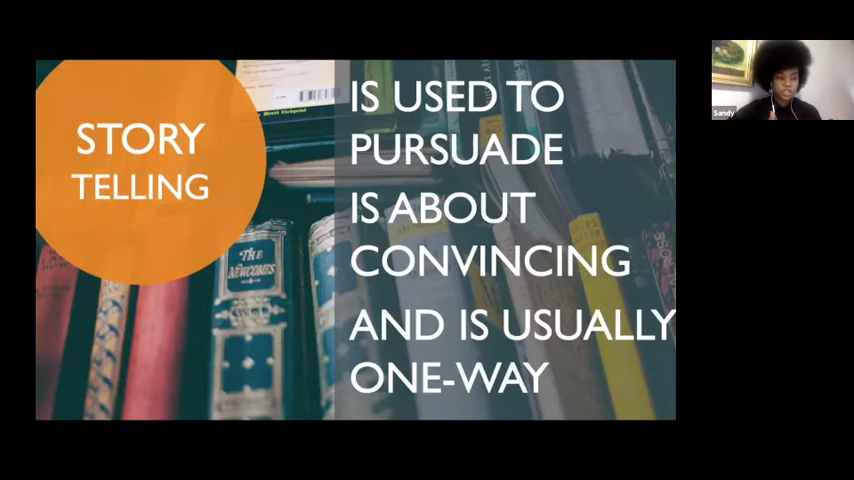 STORY
TELLING
IS USED TO
PURSUADE
IS ABOUT
CONVINCING
AND IS USUALLY
ONE-WAY
THE
NEWCOMES
Sandy